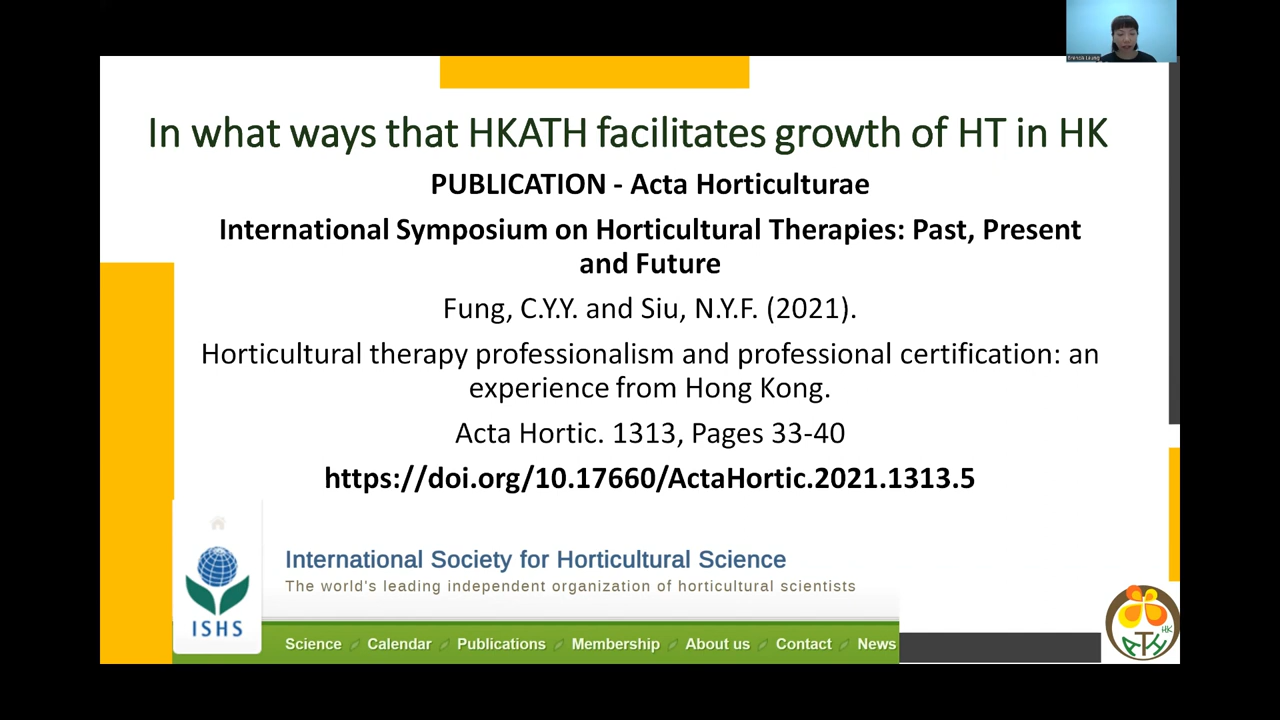 In what ways that HKATH facilitates growth of HT in HK
PUBLICATION - Acta Horticulturae
International Symposium on Horticultural Therapies: Past, Present
and Future
Fung, C.Y.Y. and Siu, N.Y.F. (2021).
Horticultural therapy professionalism and professional certification: an
experience from Hong Kong.
Acta Hortic. 1313, Pages 33-40
https://doi.org/10.17660/ActaHortic.2021.1313.5
International Society for Horticultural Science
The world's leading independent organization of horticultural scientists
ISHS
Science Calendar Publications Membership About us Contact News
HK
ATH